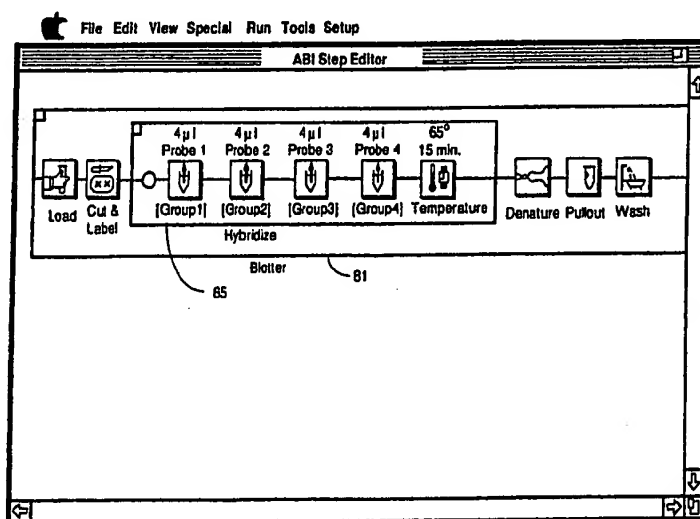 File Edit View Special Run Tools Setup
ABI Step Editor
4µl 4µl 4µl 4µl 65°
Probe 1 Probe 2 Probe 3 Probe 4 15 min.
Load Cut & Label [Group1] [Group2] [Group3] [Group4] Temperature Denature Pullout Wash
Hybridize
Blotter
85
81